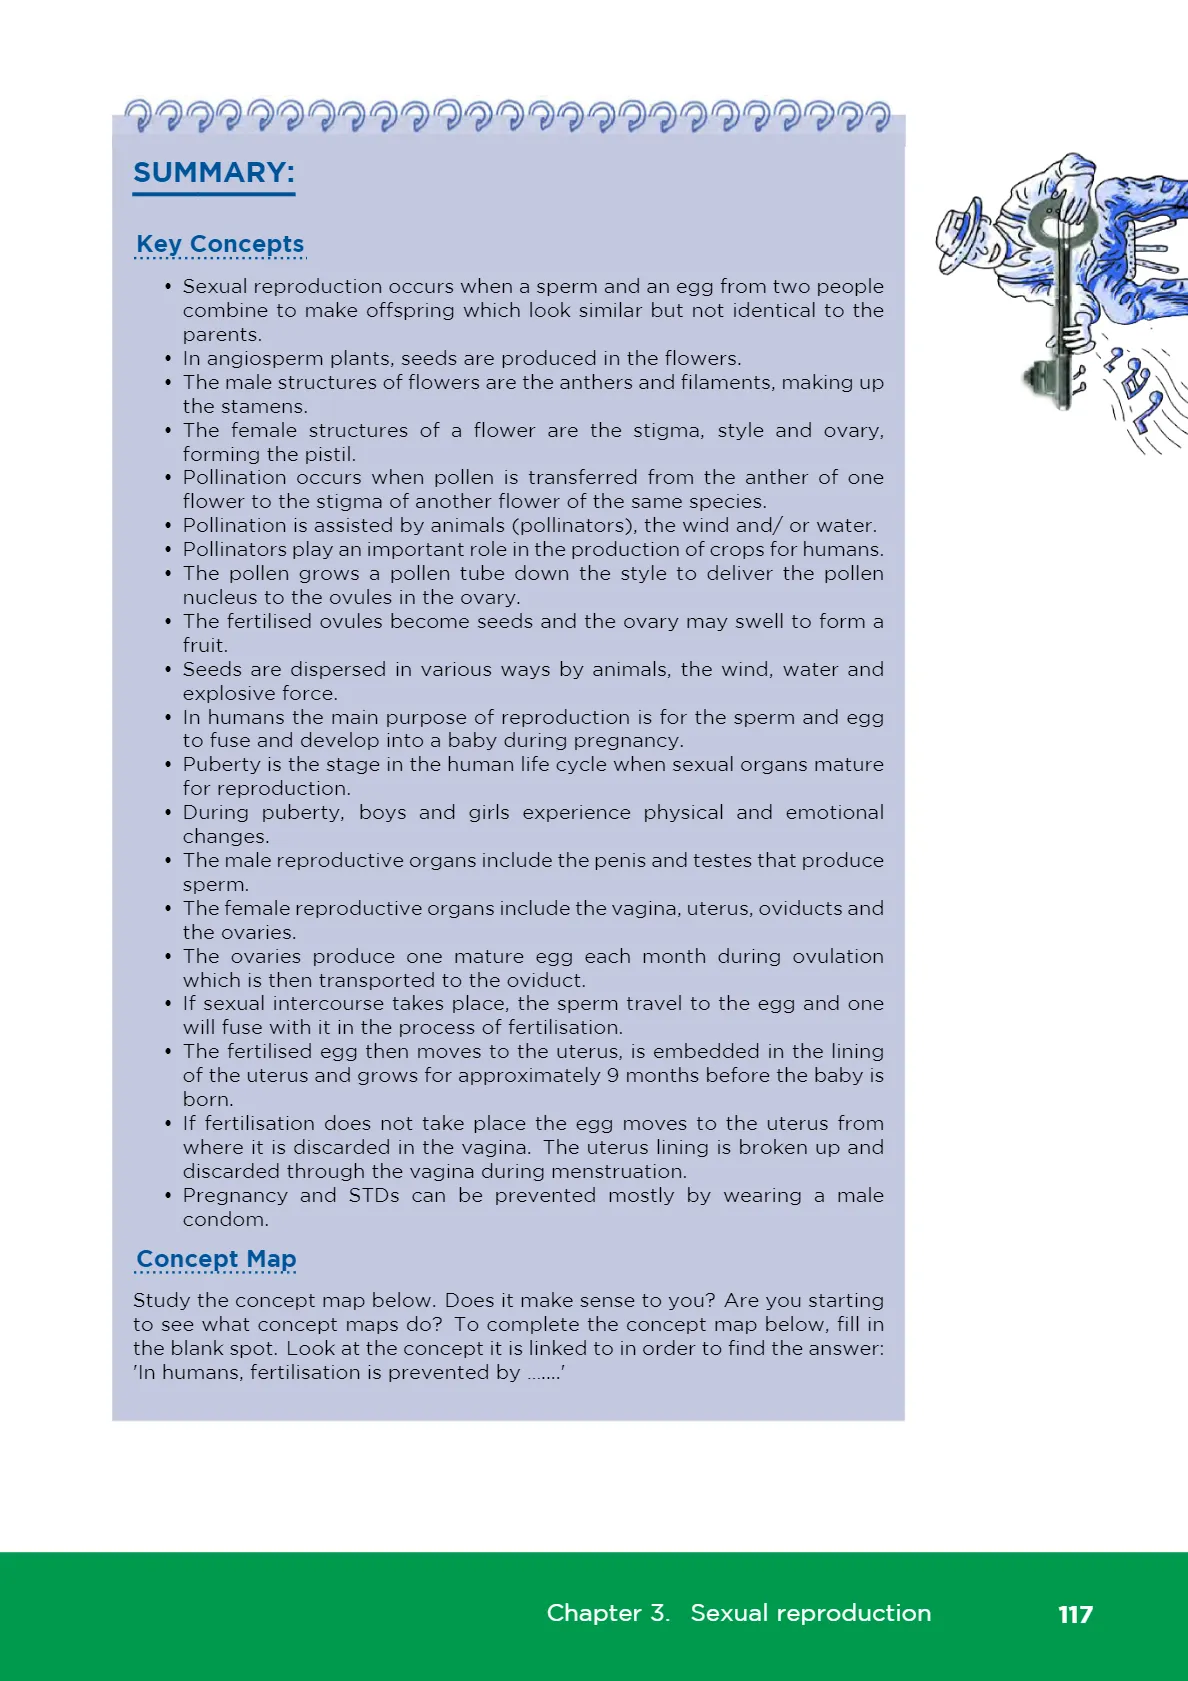 SUMMARY:
Key Concepts
• Sexual reproduction occurs when a sperm and an egg from two people
combine to make offspring which look similar but not identical to the
parents.
• In angiosperm plants, seeds are produced in the flowers.
• The male structures of flowers are the anthers and filaments, making up
the stamens.
• The female structures of a flower are the stigma, style and ovary,
forming the pistil.
• Pollination occurs when pollen is transferred from the anther of one
flower to the stigma of another flower of the same species.
• Pollination is assisted by animals (pollinators), the wind and/ or water.
• Pollinators play an important role in the production of crops for humans.
• The pollen grows a pollen tube down the style to deliver the pollen
nucleus to the ovules in the ovary.
• The fertilised ovules become seeds and the ovary may swell to form a
fruit.
• Seeds are dispersed in various ways by animals, the wind, water and
explosive force.
• In humans the main purpose of reproduction is for the sperm and egg
to fuse and develop into a baby during pregnancy.
• Puberty is the stage in the human life cycle when sexual organs mature
for reproduction.
• During puberty, boys and girls experience physical and emotional
changes.
• The male reproductive organs include the penis and testes that produce
sperm.
• The female reproductive organs include the vagina, uterus, oviducts and
the ovaries.
• The ovaries produce one mature egg each month during ovulation
which is then transported to the oviduct.
• If sexual intercourse takes place, the sperm travel to the egg and one
will fuse with it in the process of fertilisation.
• The fertilised egg then moves to the uterus, is embedded in the lining
of the uterus and grows for approximately 9 months before the baby is
born.
• If fertilisation does not take place the egg moves to the uterus from
where it is discarded in the vagina. The uterus lining is broken up and
discarded through the vagina during menstruation.
• Pregnancy and STDs can be prevented mostly by wearing a male
condom.
Concept Map
Study the concept map below. Does it make sense to you? Are you starting
to see what concept maps do? To complete the concept map below, fill in
the blank spot. Look at the concept it is linked to in order to find the answer:
'In humans, fertilisation is prevented by .......'
Chapter 3. Sexual reproduction 117